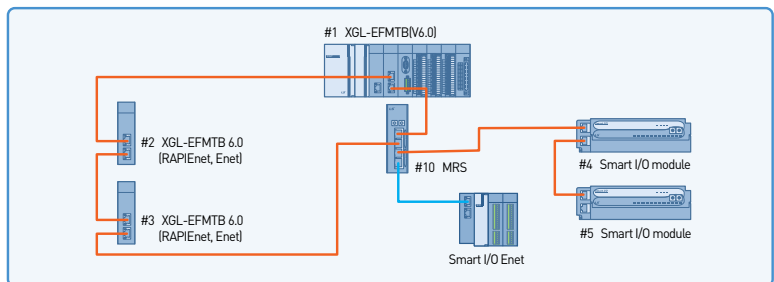 #1 XGL-EFMTB(V6.0)
#2 XGL-EFMTB 6.0
(RAPIEnet, Enet)
#10 MRS
#4 Smart I/O module
#3 XGL-EFMTB 6.0
(RAPIEnet, Enet)
#5 Smart I/O module
Smart I/O Enet